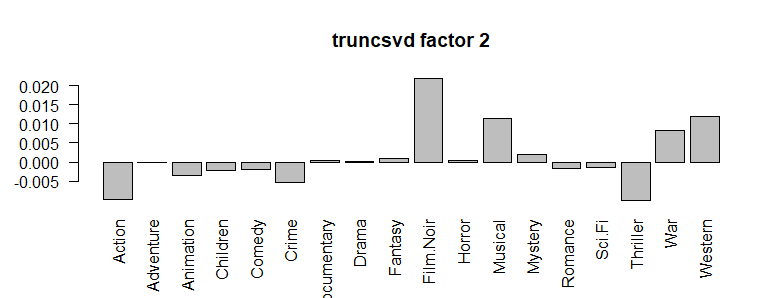 truncsvd factor 2
0.020
0.015
0.010
0.005
0.000
-0.005
Action
Adventure
Animation
Children
Comedy
Crime
ocumentary
Drama
Fantasy
Film.Noir
Horror
Musical
Mystery
Romance
Sci.Fi
Thriller
War
Western